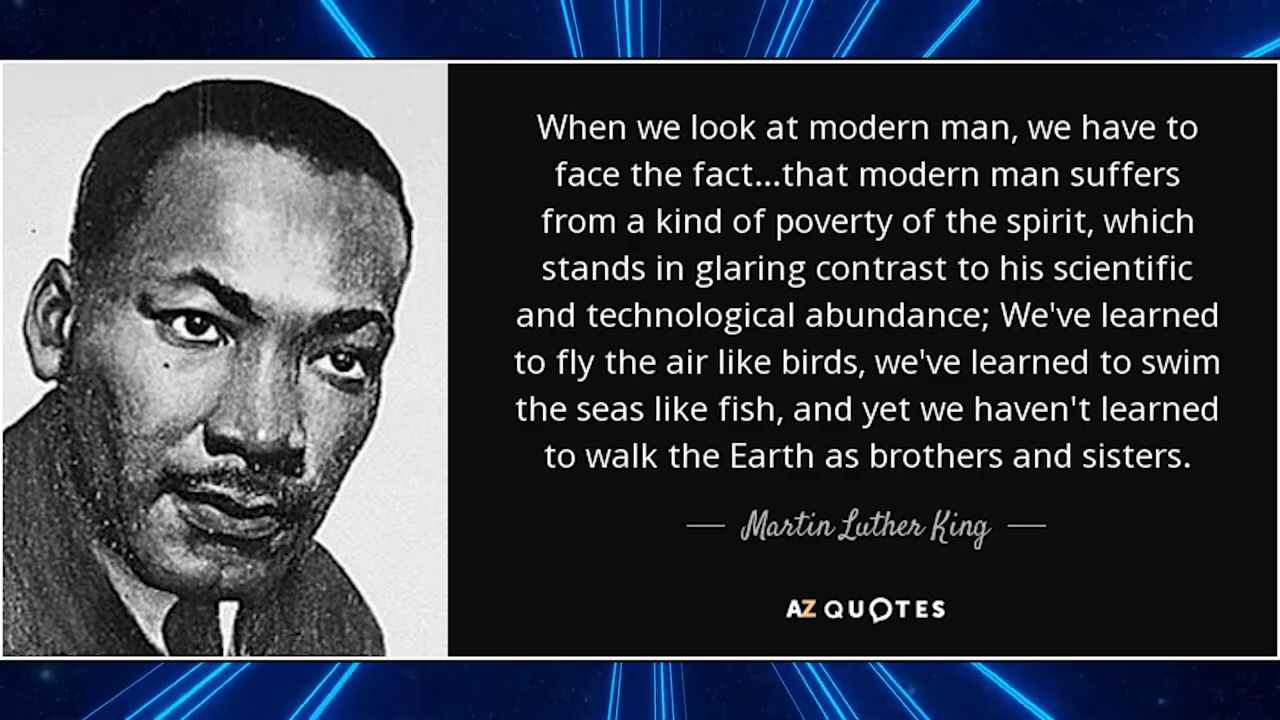 When we look at modern man, we have to
face the fact...that modern man suffers
from a kind of poverty of the spirit, which
stands in glaring contrast to his scientific
and technological abundance; We've learned
to fly the air like birds, we've learned to swim
the seas like fish, and yet we haven't learned
to walk the Earth as brothers and sisters.
Martin Luther King
AZ QUOTES